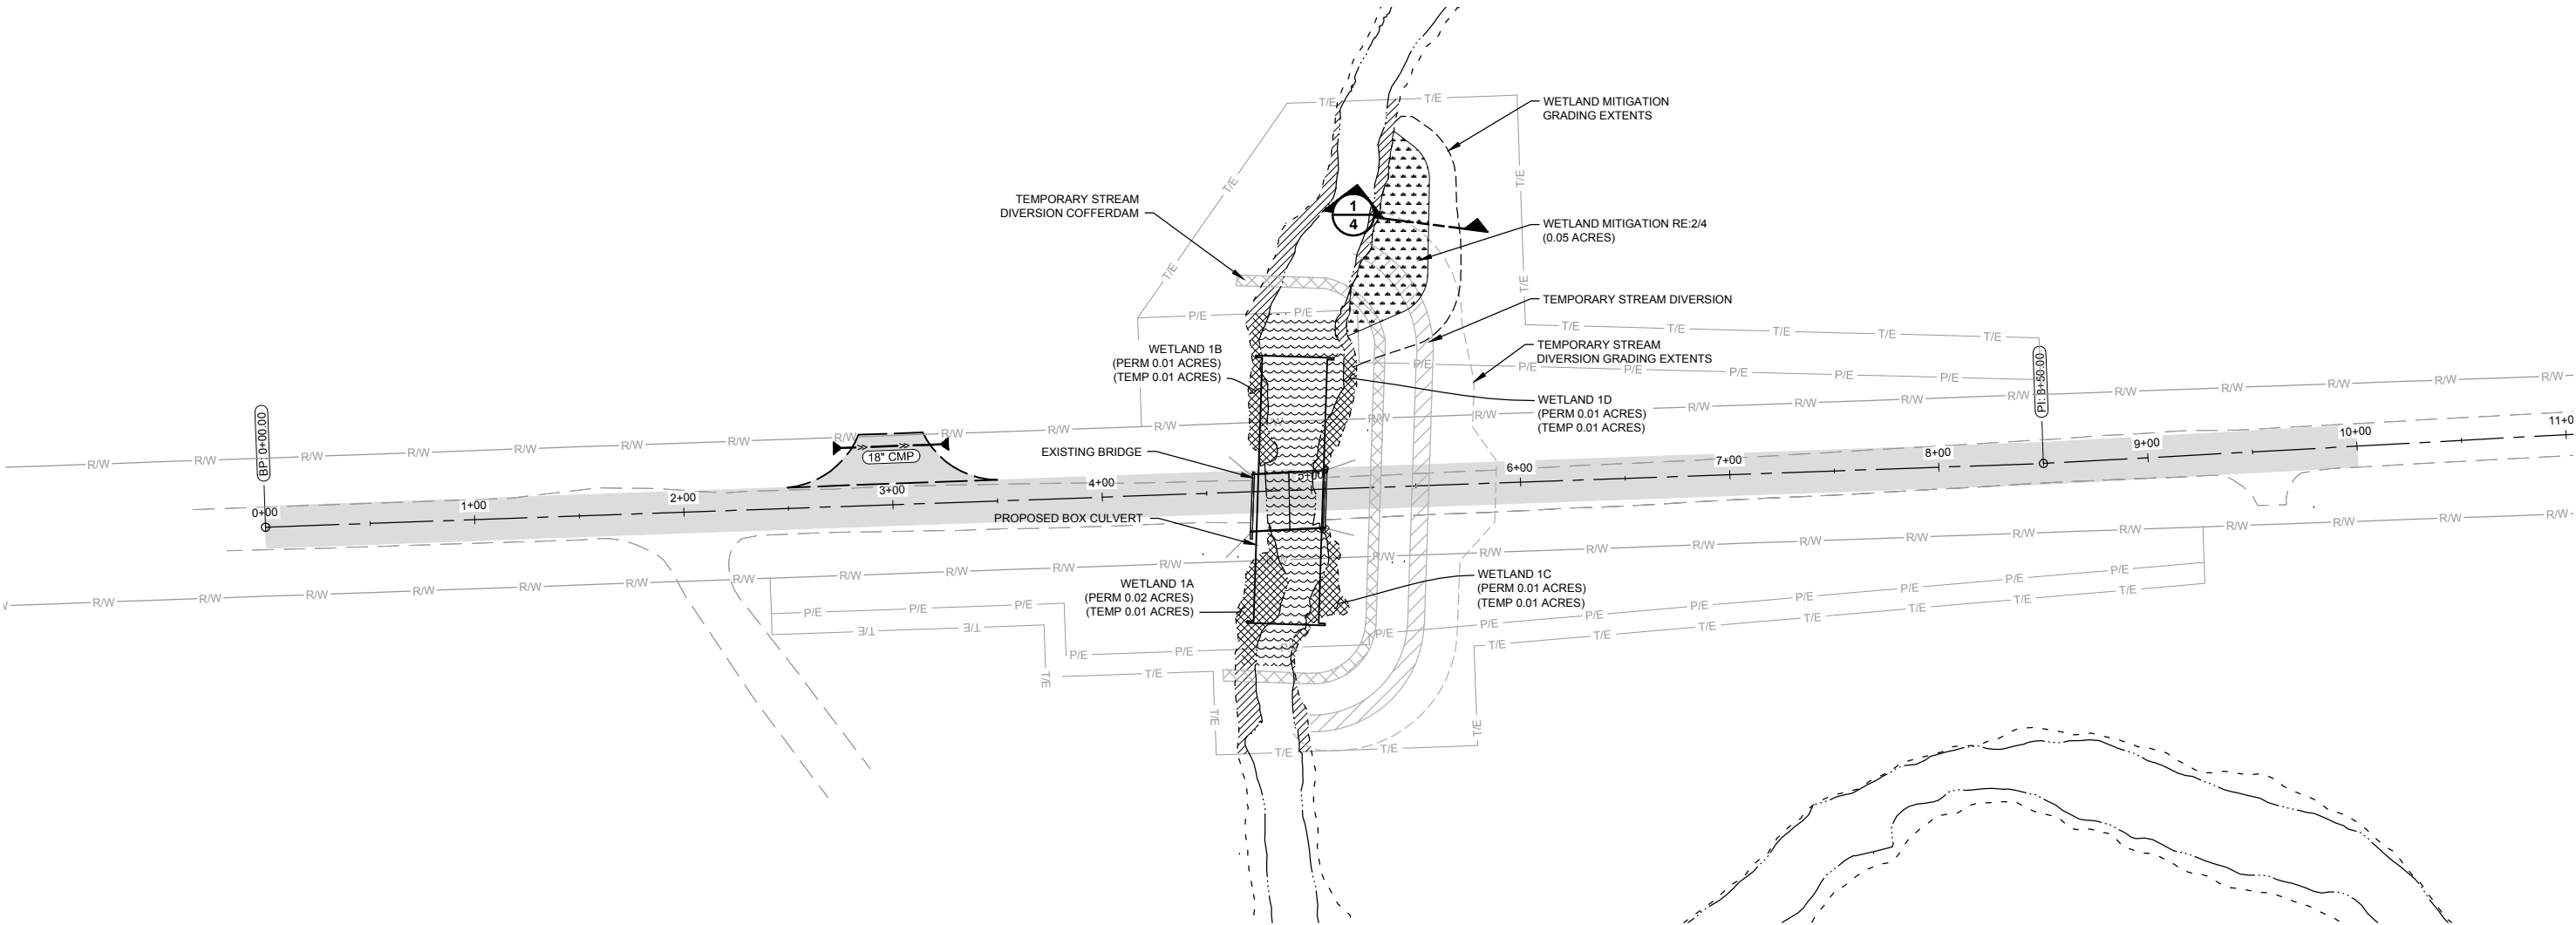 T/E T/E
WETLAND MITIGATION
GRADING EXTENTS
T/E T/E
TEMPORARY STREAM
DIVERSION COFFERDAM
1
4
WETLAND MITIGATION RE:2/4
(0.05 ACRES)
T/E T/E
TEMPORARY STREAM DIVERSION
P/E P/E
T/E T/E T/E T/E T/E
TEMPORARY STREAM
DIVERSION GRADING EXTENTS
WETLAND 1B
(PERM 0.01 ACRES)
(TEMP 0.01 ACRES)
P/E P/E P/E P/E P/E P/E
WETLAND 1D
(PERM 0.01 ACRES)
(TEMP 0.01 ACRES)
BP: 0+00.00
PI: 8+50.00
R/W R/W R/W R/W R/W R/W R/W R/W R/W R/W R/W R/W R/W R/W R/W R/W R/W R/W R/W R/W R/W R/W R/W
18" CMP
EXISTING BRIDGE
0+00 1+00 2+00 3+00 4+00 5+00 6+00 7+00 8+00 9+00 10+00 11+0
PROPOSED BOX CULVERT
R/W R/W R/W R/W R/W R/W R/W R/W R/W R/W R/W R/W R/W R/W R/W R/W R/W R/W R/W R/W R/W R/W R/W
WETLAND 1A
(PERM 0.02 ACRES)
(TEMP 0.01 ACRES)
WETLAND 1C
(PERM 0.01 ACRES)
(TEMP 0.01 ACRES)
P/E P/E P/E P/E P/E P/E P/E P/E P/E P/E P/E
T/E T/E T/E T/E T/E T/E T/E T/E
P/E P/E P/E
T/E T/E
T/E T/E
T/E T/E